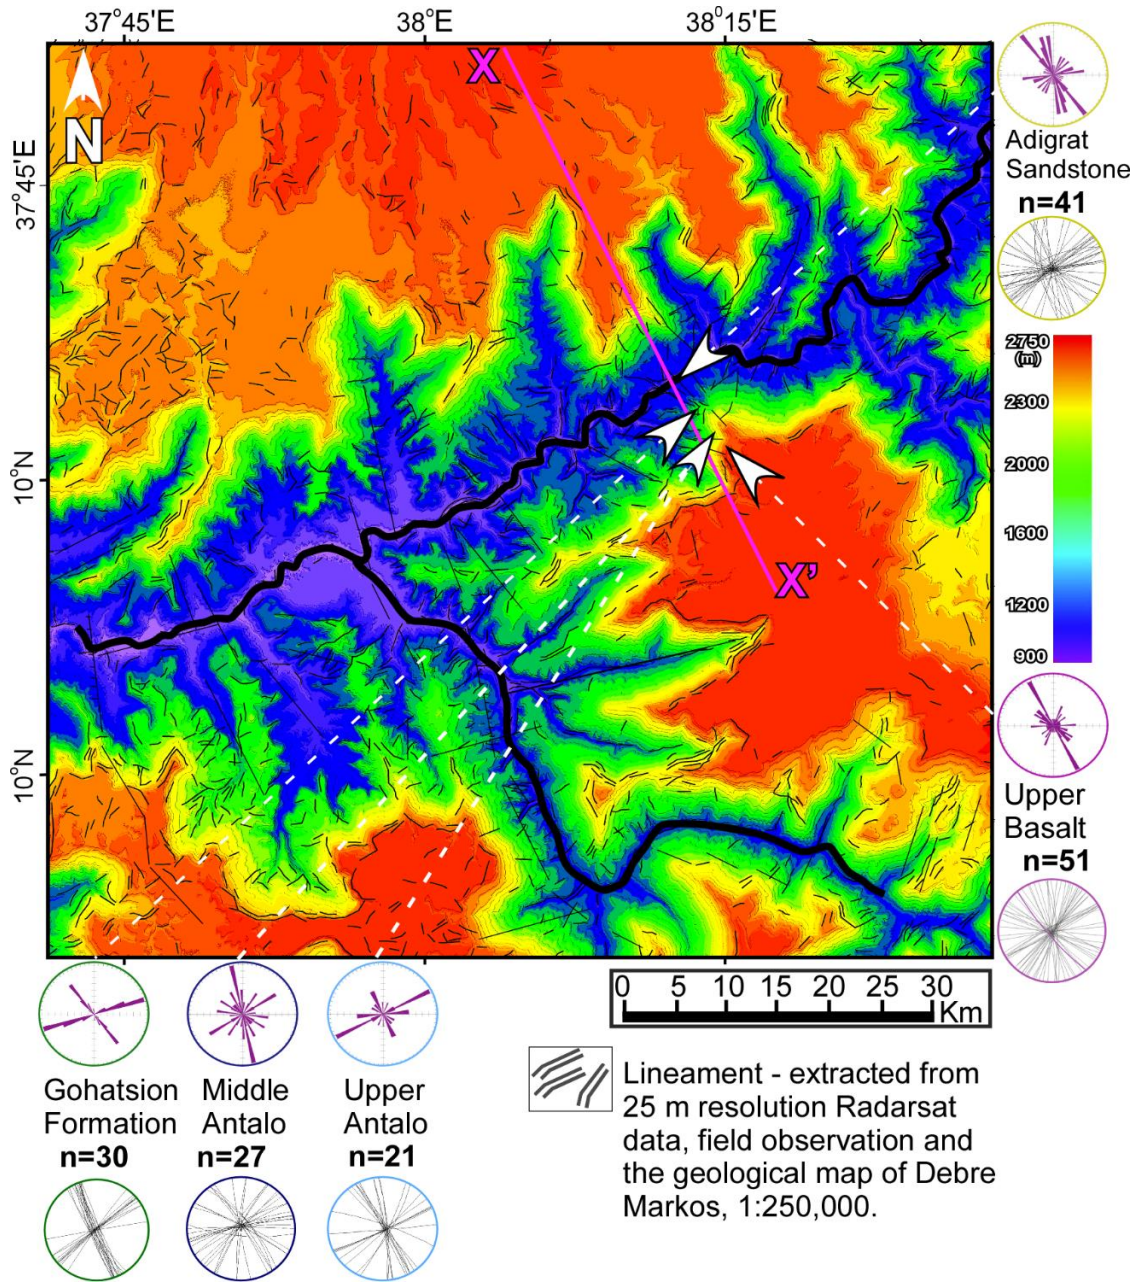 37°45'E
38°E
38°15'E
X
N
37°45'E
10°N
10°N
X'
Adigrat
Sandstone
n=41
2750
(m)
2300
2000
1600
1200
900
Upper
Basalt
n=51
0 5 10 15 20 25 30
Km
Gohatsion
Formation
n=30
Middle
Antalo
n=27
Upper
Antalo
n=21
Lineament - extracted from
25 m resolution Radarsat
data, field observation and
the geological map of Debre
Markos, 1:250,000.